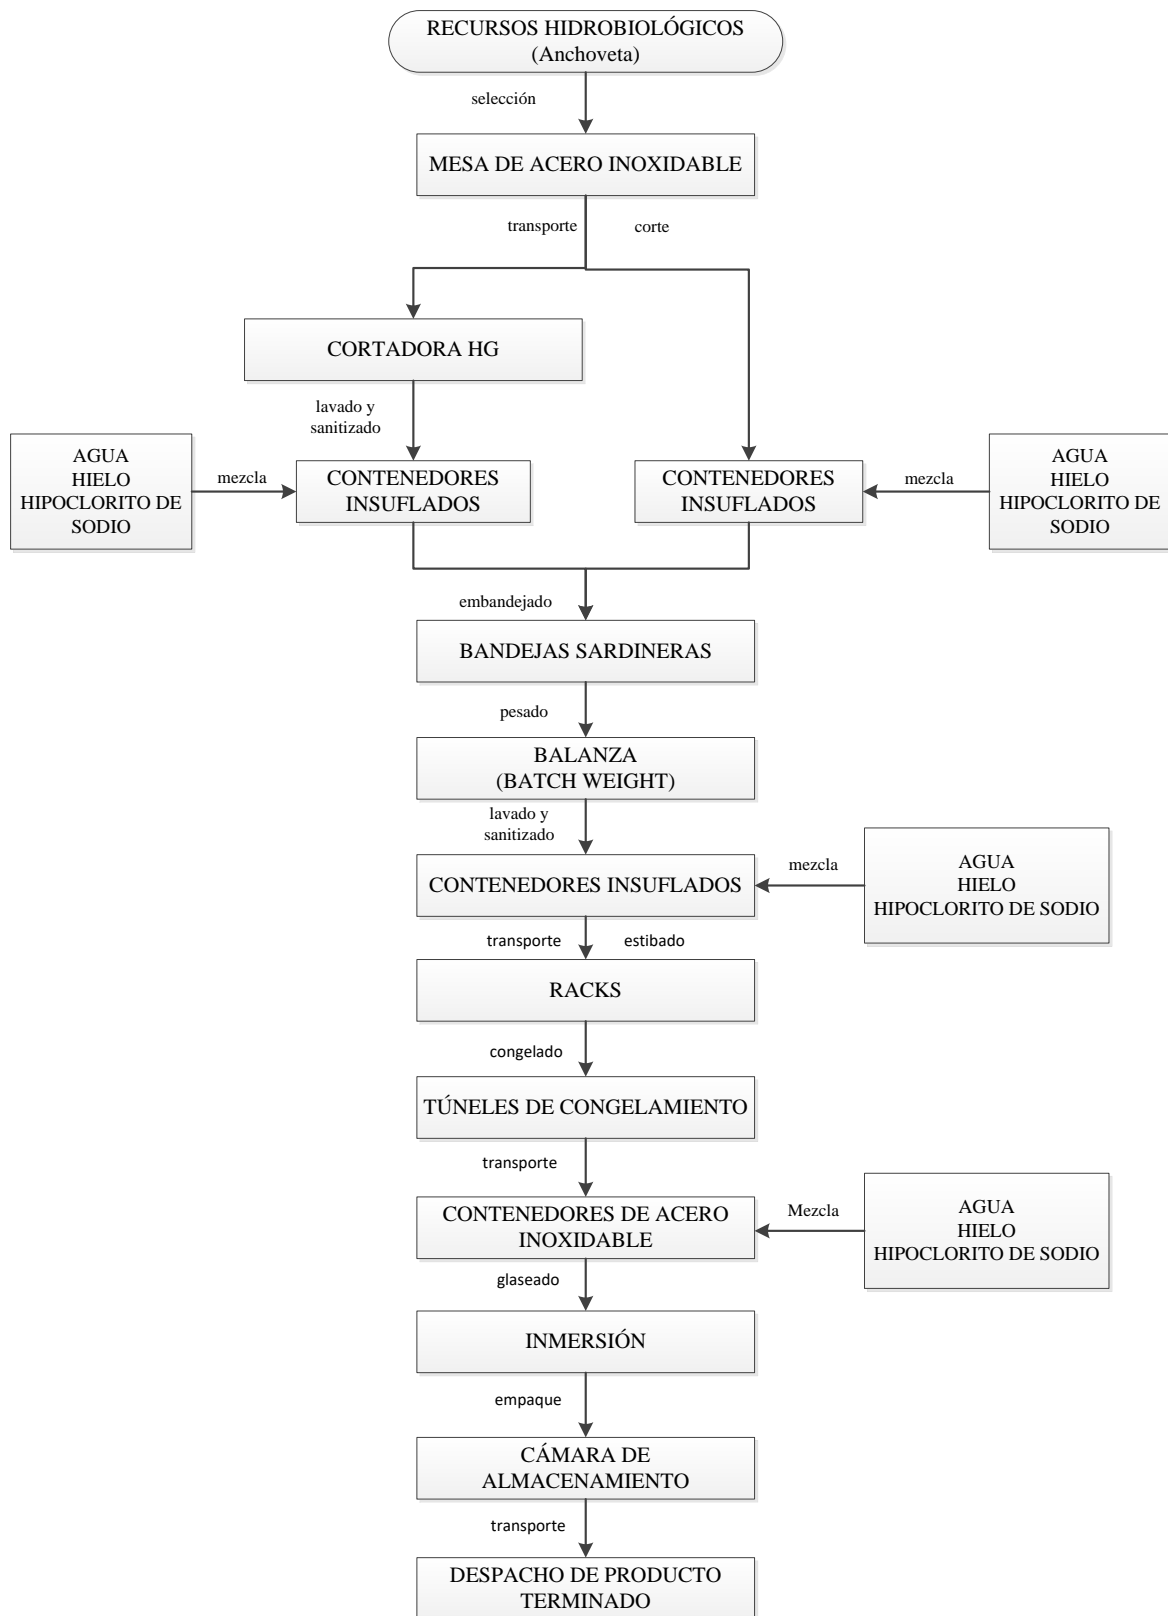 RECURSOS HIDROBIOLÓGICOS
(Anchoveta)
selección
MESA DE ACERO INOXIDABLE
transporte
corte
CORTADORA HG
lavado y
sanitizado
AGUA
HIELO
HIPOCLORITO DE
SODIO
mezcla
CONTENEDORES
INSUFLADOS
CONTENEDORES
INSUFLADOS
mezcla
AGUA
HIELO
HIPOCLORITO DE
SODIO
embandejado
BANDEJAS SARDINERAS
pesado
BALANZA
(BATCH WEIGHT)
lavado y
sanitizado
CONTENEDORES INSUFLADOS
mezcla
AGUA
HIELO
HIPOCLORITO DE SODIO
transporte
estibado
RACKS
congelado
TÚNELES DE CONGELAMIENTO
transporte
CONTENEDORES DE ACERO
INOXIDABLE
Mezcla
AGUA
HIELO
HIPOCLORITO DE SODIO
glaseado
INMERSIÓN
empaque
CÁMARA DE
ALMACENAMIENTO
transporte
DESPACHO DE PRODUCTO
TERMINADO